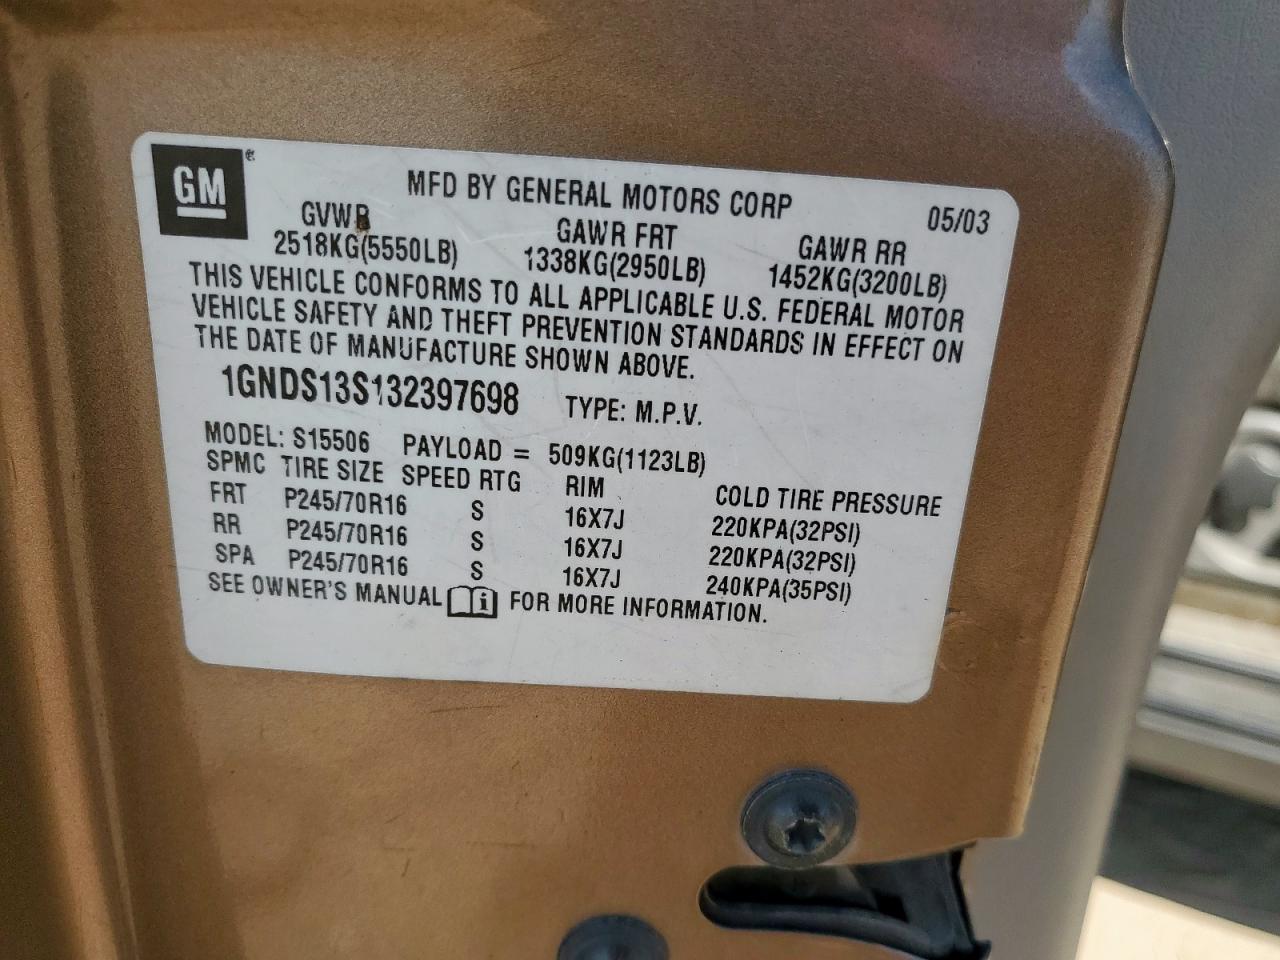 GM
MFD BY GENERAL MOTORS CORP 05/03
GVWR GAWR FRT GAWR RR
2518KG(5550LB) 1338KG(2950LB) 1452KG(3200LB)
THIS VEHICLE CONFORMS TO ALL APPLICABLE U.S. FEDERAL MOTOR
VEHICLE SAFETY AND THEFT PREVENTION STANDARDS IN EFFECT ON
THE DATE OF MANUFACTURE SHOWN ABOVE.
1GNDS13S132397698 TYPE: M.P.V.
MODEL: S15506 PAYLOAD = 509KG(1123LB)
SPMC TIRE SIZE SPEED RTG RIM COLD TIRE PRESSURE
FRT P245/70R16 S 16X7J 220KPA(32PSI)
RR P245/70R16 S 16X7J 220KPA(32PSI)
SPA P245/70R16 S 16X7J 240KPA(35PSI)
SEE OWNER'S MANUAL i FOR MORE INFORMATION.